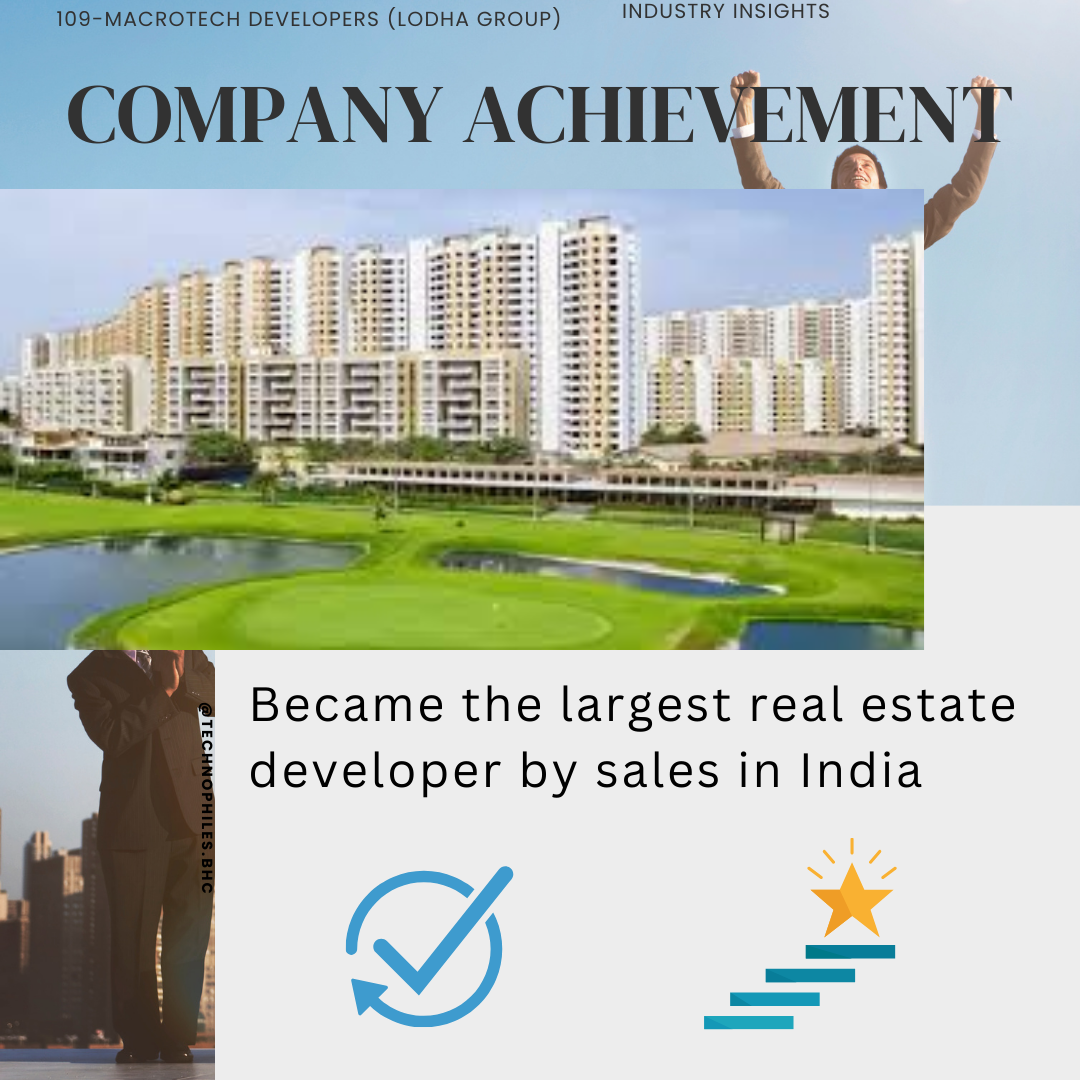 109-MACROTECH DEVELOPERS (LODHA GROUP)
INDUSTRY INSIGHTS
COMPANY ACHIEVEMENT
Became the largest real estate
developer by sales in India
@TECHNOPHILES.BHC